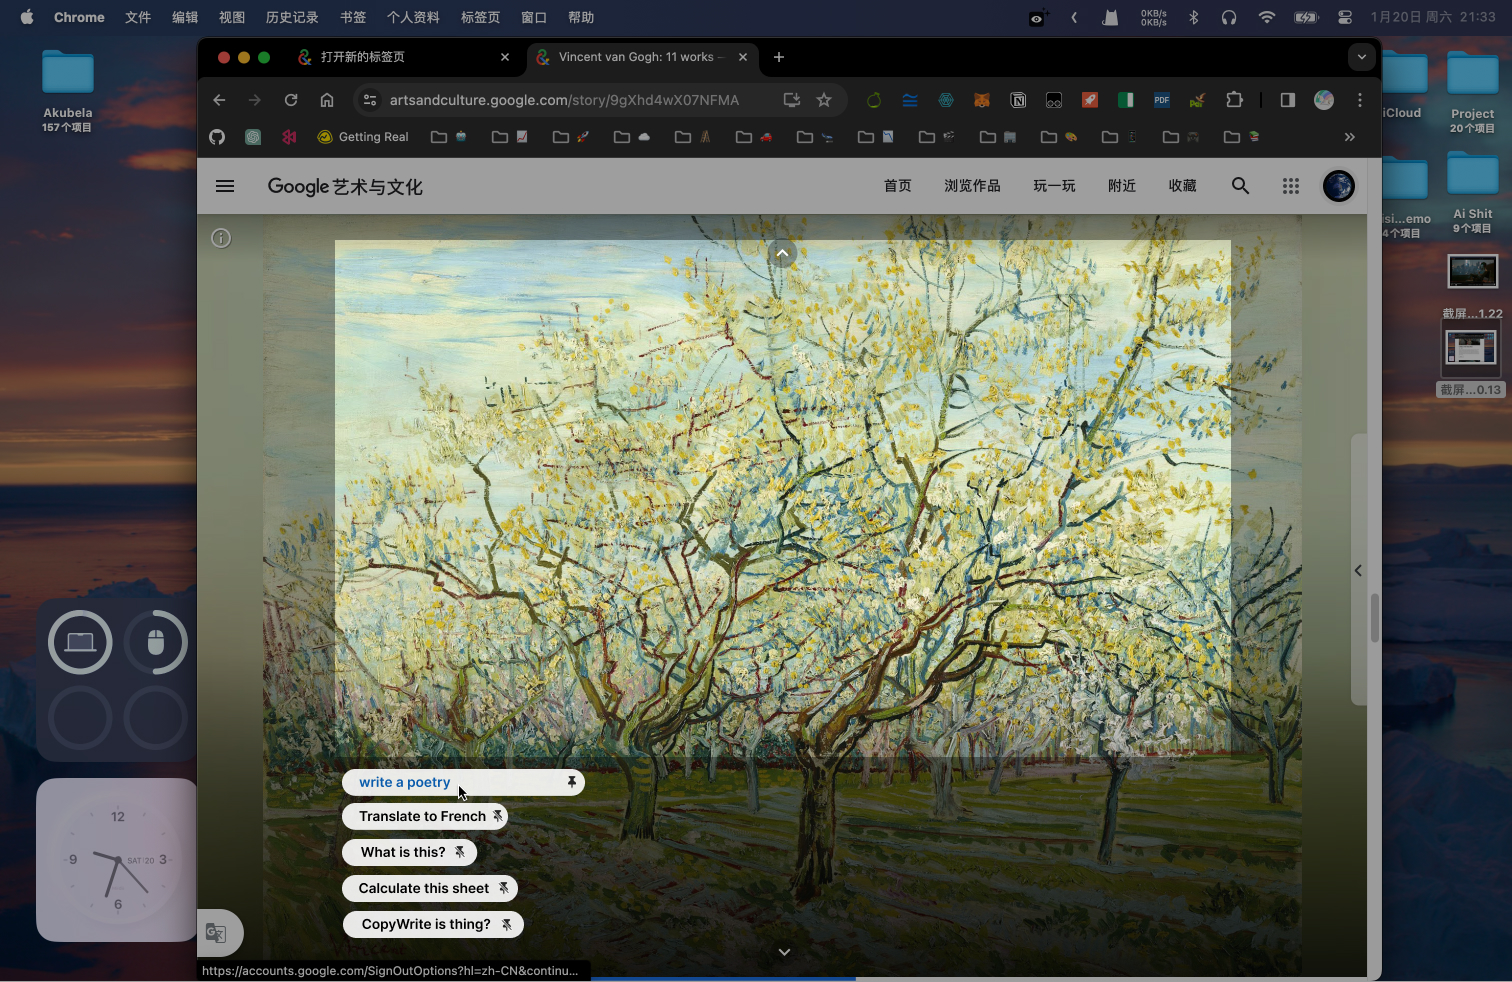 Chrome 文件 编辑 视图 历史记录 书签 个人资料 标签页 窗口 帮助
0KB/s
0KB/s
1月20日 周六 21:33
打开新的标签页
Vincent van Gogh: 11 works –
artsandculture.google.com/story/9gXhd4wX07NFMA
PDF
Getting Real
Google 艺术与文化
首页 浏览作品 玩一玩 附近 收藏
Akubela
157个项目
iCloud
Project
20个项目
isi...emo
4个项目
Ai Shit
9个项目
截屏...1.22
截屏...0.13
write a poetry
Translate to French
What is this?
Calculate this sheet
CopyWrite is thing?
12
9
SAT 20
3
6
https://accounts.google.com/SignOutOptions?hl=zh-CN&continu...